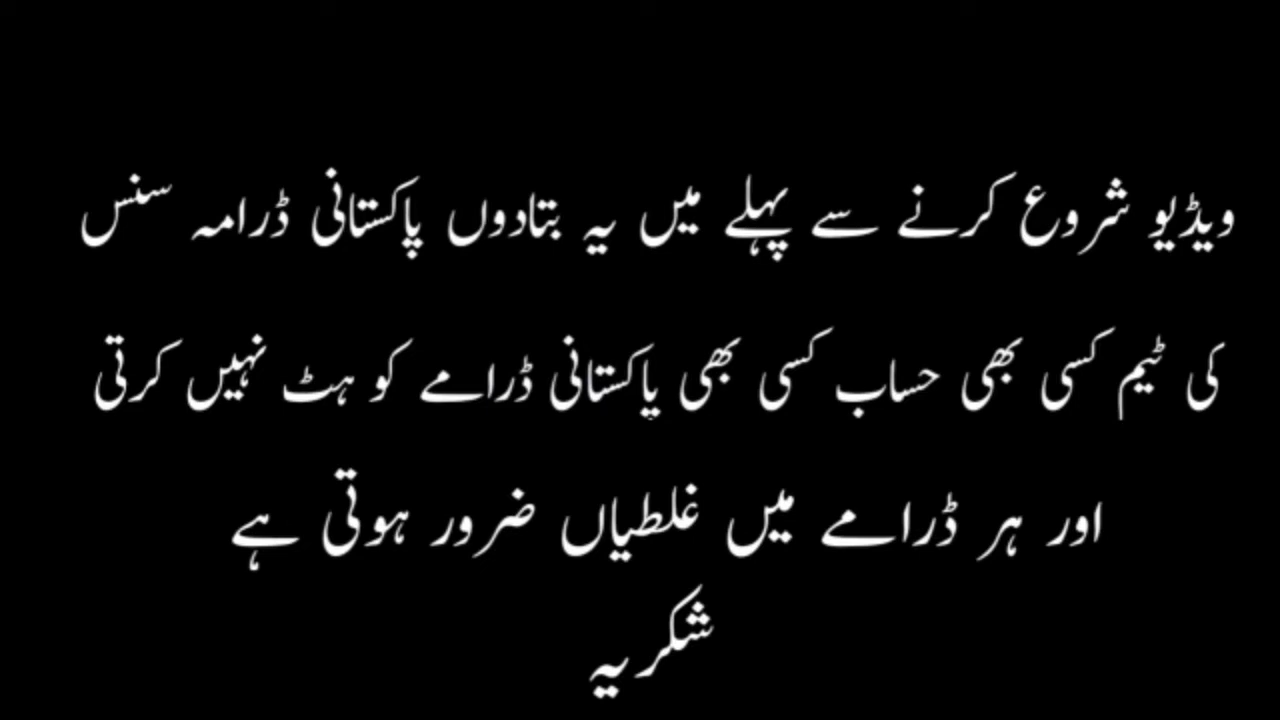 ویڈیو شروع کرنے سے پہلے میں یہ بتادوں پاکستانی ڈرامہ سنس
کی ٹیم کسی بھی حساب کسی بھی پاکستانی ڈرامے کو ہٹ نہیں کرتی
اور ہر ڈرامے میں غلطیاں ضرور ہوتی ہے
شکریہ